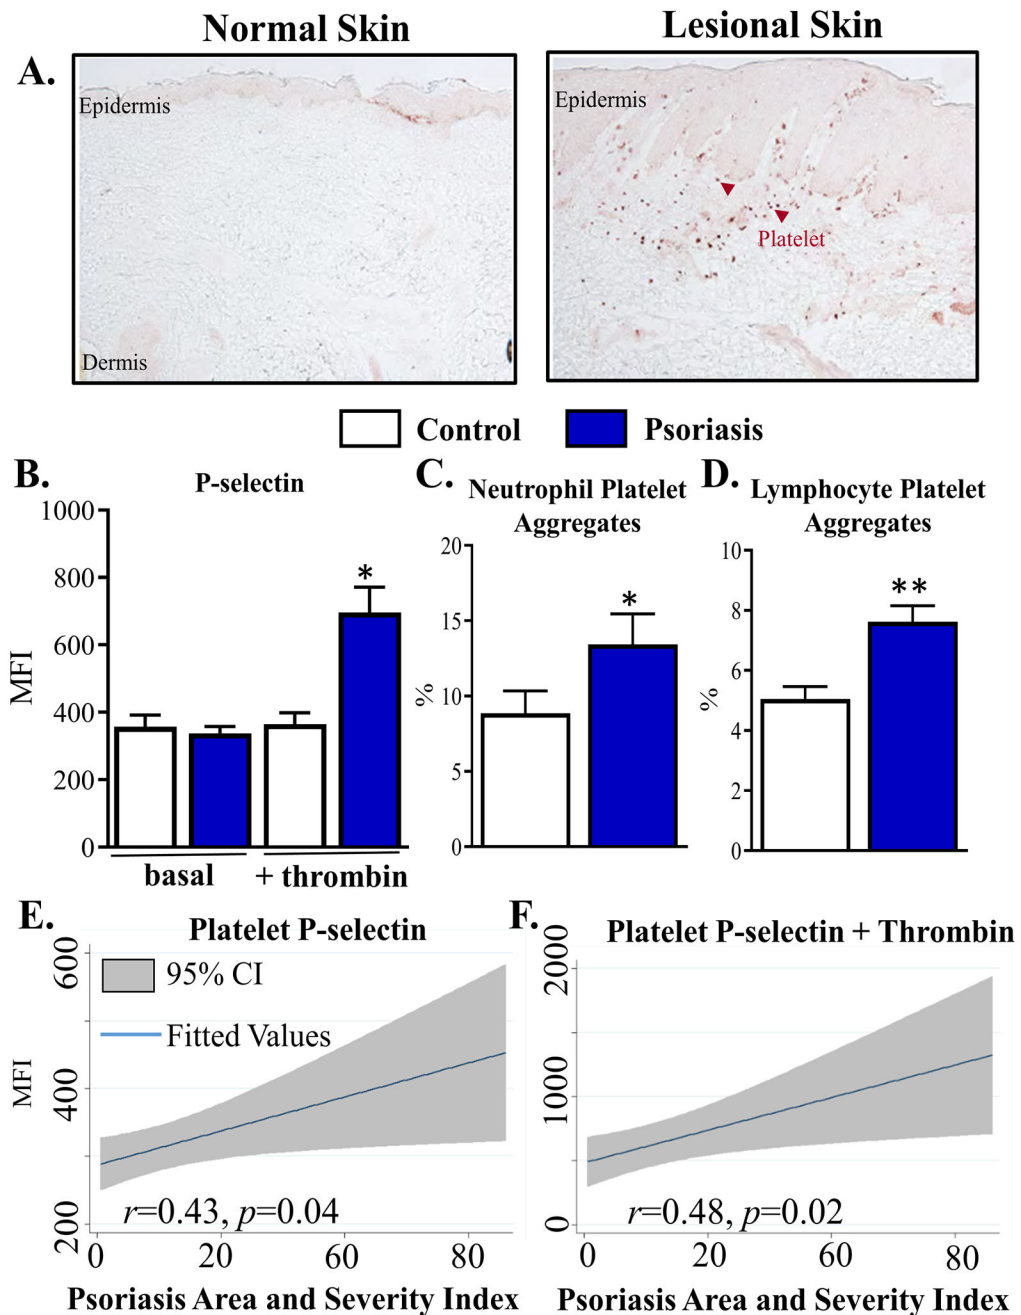 Normal Skin
Lesional Skin
A.
Epidermis
Dermis
Epidermis
Platelet
Control
Psoriasis
B.
P-selectin
MFI
1000
800
600
400
200
0
basal
+ thrombin
*
C.
Neutrophil Platelet
Aggregates
%
20
15
10
5
0
*
D.
Lymphocyte Platelet
Aggregates
%
10
8
6
4
2
0
**
E.
Platelet P-selectin
95% CI
Fitted Values
MFI
600
400
200
r=0.43, p=0.04
0
20
60
80
Psoriasis Area and Severity Index
F.
Platelet P-selectin + Thrombin
2000
1000
0
r=0.48, p=0.02
0
20
60
80
Psoriasis Area and Severity Index